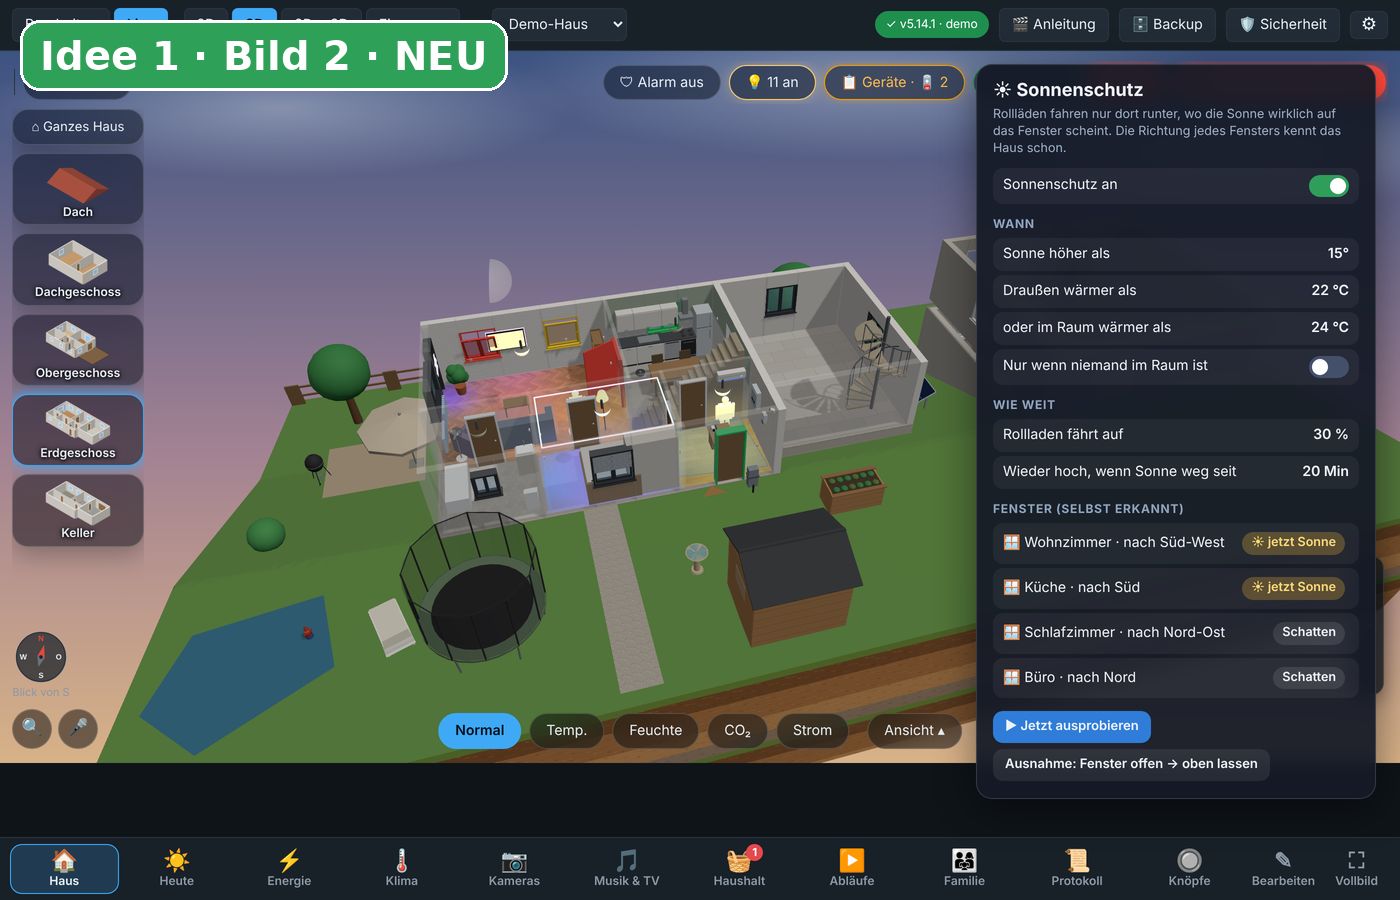 Idee 1 · Bild 2 · NEU
Demo-Haus
✓ v5.14.1 · demo
Anleitung
Backup
Sicherheit
Alarm aus
11 an
Geräte · 2
⌂ Ganzes Haus
Dach
Dachgeschoss
Obergeschoss
Erdgeschoss
Keller
N
W O
S
Blick von S
Normal
Temp.
Feuchte
CO₂
Strom
Ansicht ▴
☀ Sonnenschutz
Rollläden fahren nur dort runter, wo die Sonne wirklich auf
das Fenster scheint. Die Richtung jedes Fensters kennt das
Haus schon.
Sonnenschutz an
WANN
Sonne höher als 15°
Draußen wärmer als 22 °C
oder im Raum wärmer als 24 °C
Nur wenn niemand im Raum ist
WIE WEIT
Rollladen fährt auf 30 %
Wieder hoch, wenn Sonne weg seit 20 Min
FENSTER (SELBST ERKANNT)
Wohnzimmer · nach Süd-West ☀ jetzt Sonne
Küche · nach Süd ☀ jetzt Sonne
Schlafzimmer · nach Nord-Ost Schatten
Büro · nach Nord Schatten
▶ Jetzt ausprobieren
Ausnahme: Fenster offen → oben lassen
Haus
Heute
Energie
Klima
Kameras
Musik & TV
1
Haushalt
Abläufe
Familie
Protokoll
Knöpfe
Bearbeiten
Vollbild